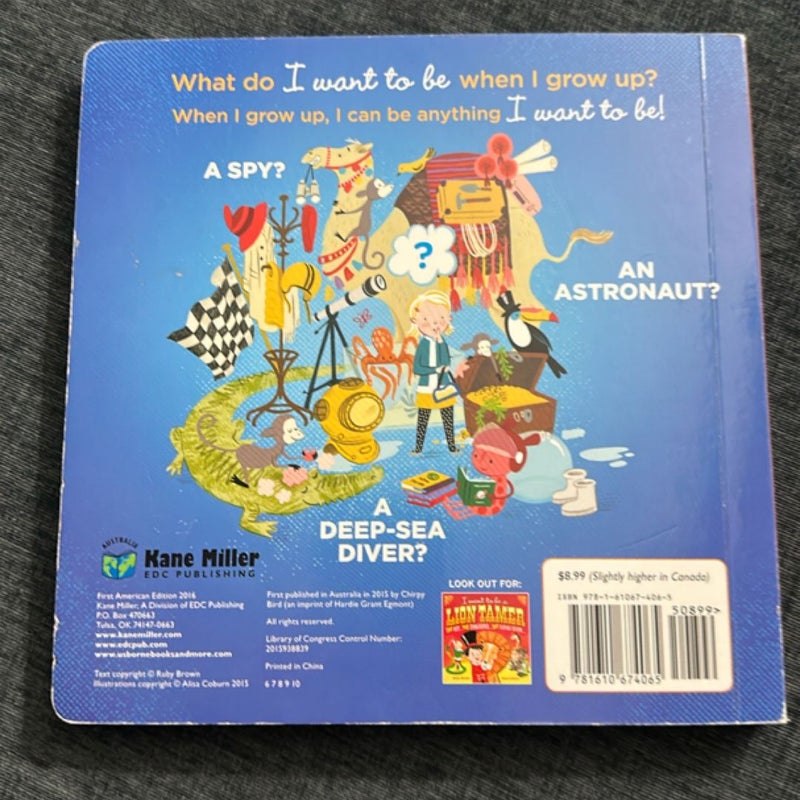 What do I want to be when I grow up?
When I grow up, I can be anything I want to be!
A SPY?
?
AN
ASTRONAUT?
A
DEEP-SEA
DIVER?
AUSTRALIA
Kane Miller
EDC PUBLISHING
First American Edition 2016
Kane Miller, A Division of EDC Publishing
P.O. Box 470663
Tulsa, OK 74147-0663
www.kanemiller.com
www.edcpub.com
www.usbornebooksandmore.com
Text copyright © Ruby Brown
Illustrations copyright © Alisa Coburn 2015
First published in Australia in 2015 by Chirpy
Bird (an imprint of Hardie Grant Egmont)
All rights reserved.
Library of Congress Control Number:
2015938839
Printed in China
6 7 8 9 10
LOOK OUT FOR:
I want to be a
LION TAMER
$8.99 (Slightly higher in Canada)
ISBN 978-1-61067-406-5
50899>
9 781610 674065